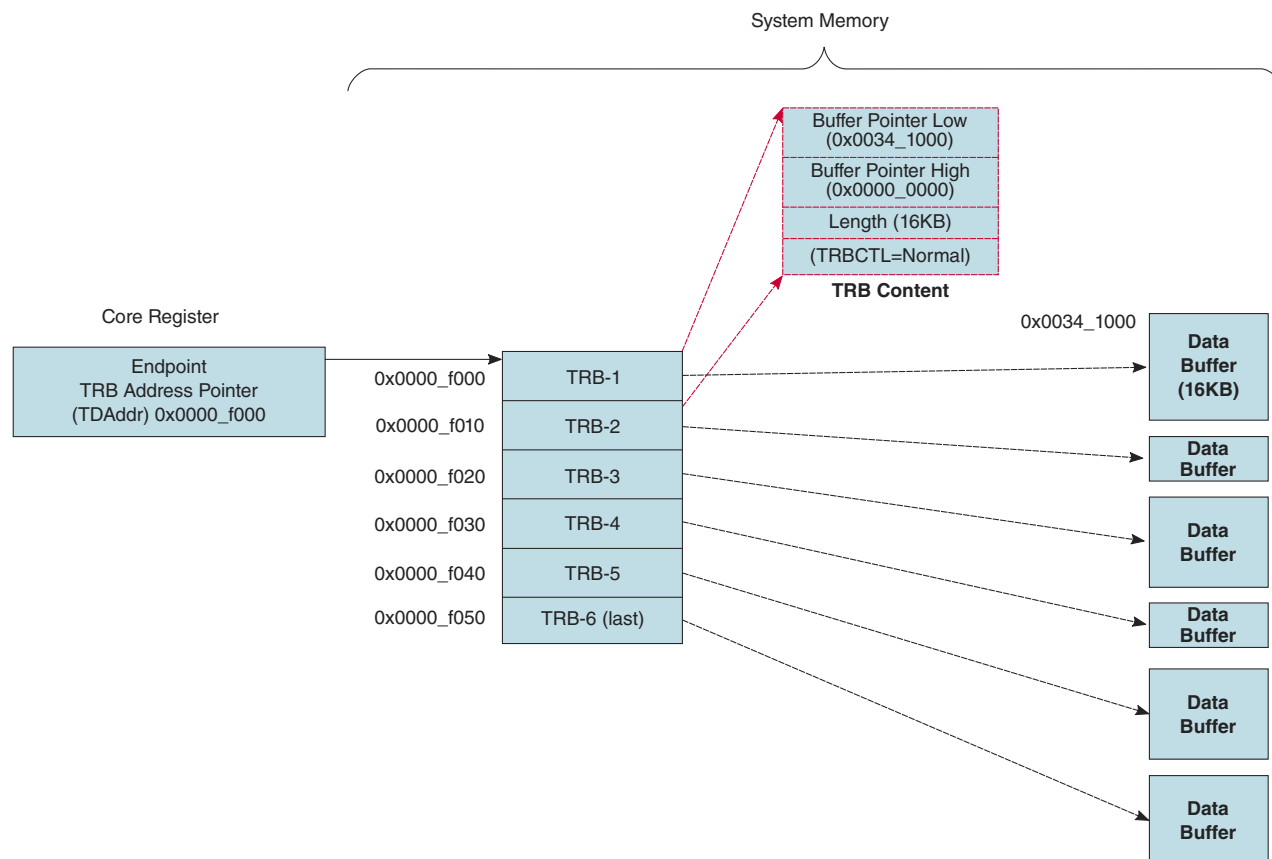 System Memory
Buffer Pointer Low
(0x0034_1000)
Buffer Pointer High
(0x0000_0000)
Length (16KB)
(TRBCTL=Normal)
TRB Content
Core Register
Endpoint
TRB Address Pointer
(TDAddr) 0x0000_f000
0x0000_f000
TRB-1
0x0000_f010
TRB-2
0x0000_f020
TRB-3
0x0000_f030
TRB-4
0x0000_f040
TRB-5
0x0000_f050
TRB-6 (last)
0x0034_1000
Data
Buffer
(16KB)
Data
Buffer
Data
Buffer
Data
Buffer
Data
Buffer
Data
Buffer